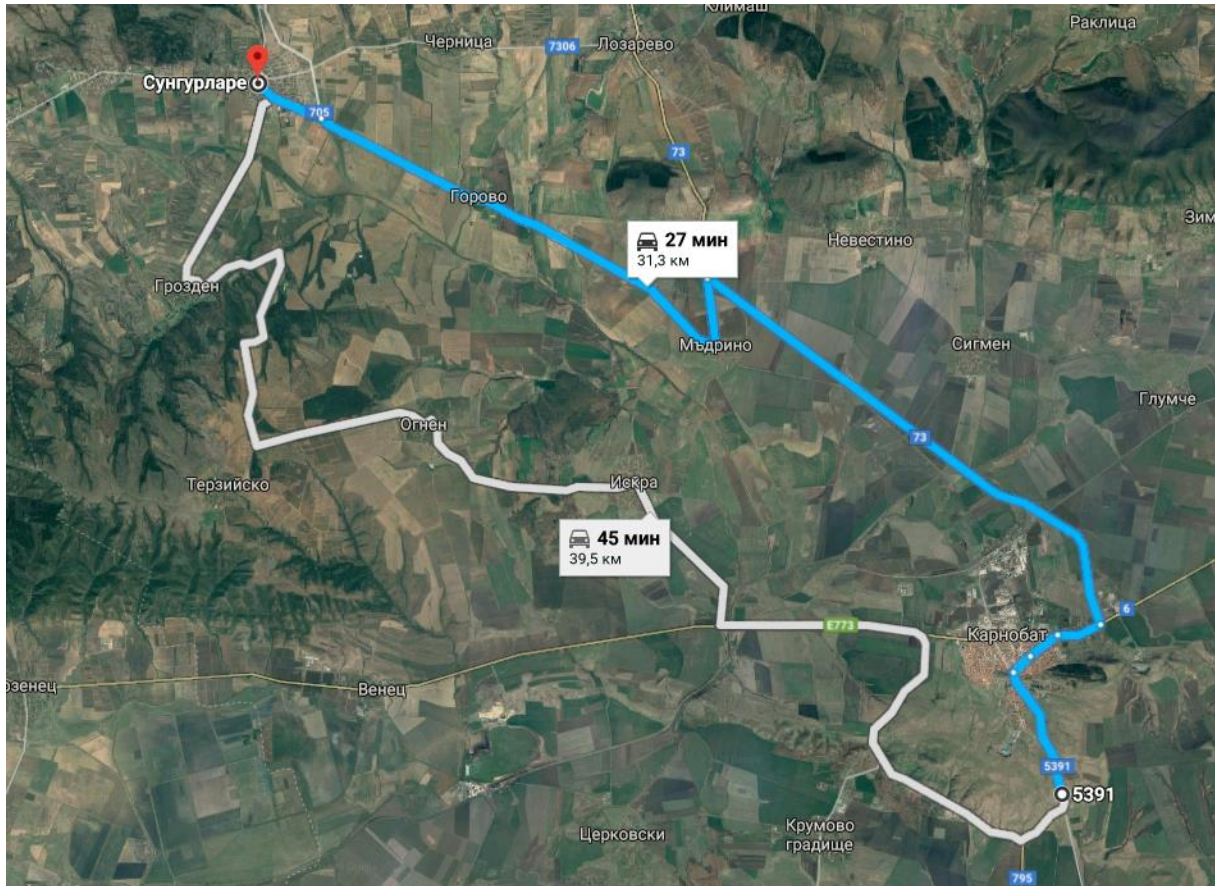 Климаш
Раклица
Черница
7306
Лозарево
Сунгурларе
705
73
Горово
Зим
27 мин
31,3 км
Невестино
Грозден
Мъдрино
Сигмен
Глумче
Огнен
73
Терзийско
Искра
45 мин
39,5 км
6
E773
Карнобат
озенец
Венец
5391
5391
Церковски
Крумово
градище
795